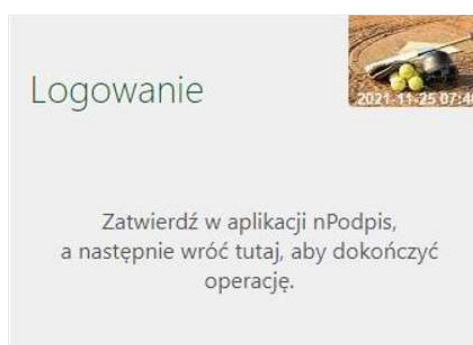 Logowanie
2021-11-25 07:4
Zatwierdź w aplikacji nPodpis,
a następnie wróć tutaj, aby dokończyć
operację.